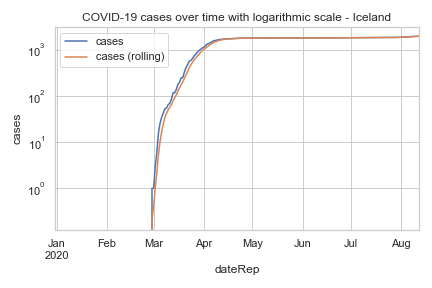 COVID-19 cases over time with logarithmic scale - Iceland
cases
cases (rolling)
10³
10²
10¹
10⁰
cases
Jan Feb Mar Apr May Jun Jul Aug
2020
dateRep